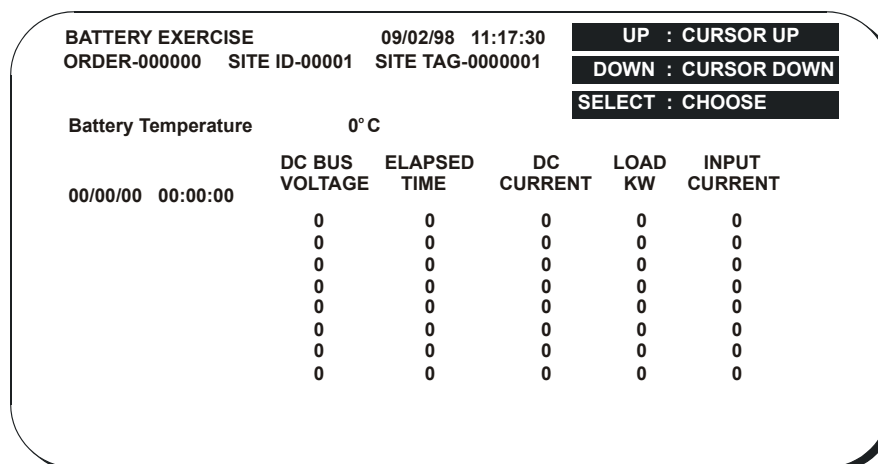 BATTERY EXERCISE 09/02/98 11:17:30 UP : CURSOR UP
ORDER-000000 SITE ID-00001 SITE TAG-0000001 DOWN : CURSOR DOWN
SELECT : CHOOSE
Battery Temperature 0°C
DC BUS ELAPSED DC LOAD INPUT
VOLTAGE TIME CURRENT KW CURRENT
00/00/00 00:00:00
0 0 0 0 0
0 0 0 0 0
0 0 0 0 0
0 0 0 0 0
0 0 0 0 0
0 0 0 0 0
0 0 0 0 0
0 0 0 0 0